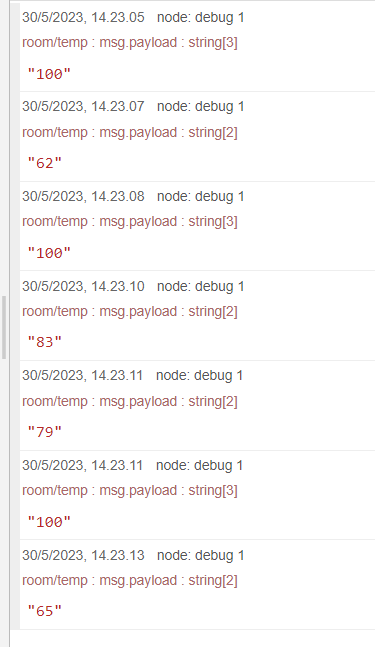 30/5/2023, 14.23.05 node: debug 1
room/temp : msg.payload : string[3]
"100"
30/5/2023, 14.23.07 node: debug 1
room/temp : msg.payload : string[2]
"62"
30/5/2023, 14.23.08 node: debug 1
room/temp : msg.payload : string[3]
"100"
30/5/2023, 14.23.10 node: debug 1
room/temp : msg.payload : string[2]
"83"
30/5/2023, 14.23.11 node: debug 1
room/temp : msg.payload : string[2]
"79"
30/5/2023, 14.23.11 node: debug 1
room/temp : msg.payload : string[3]
"100"
30/5/2023, 14.23.13 node: debug 1
room/temp : msg.payload : string[2]
"65"